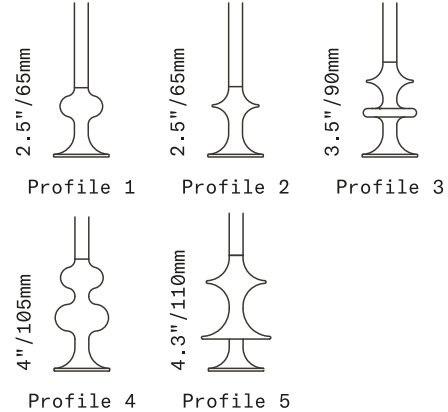 2.5"/65mm
Profile 1
2.5"/65mm
Profile 2
3.5"/90mm
Profile 3
4"/105mm
Profile 4
4.3"/110mm
Profile 5